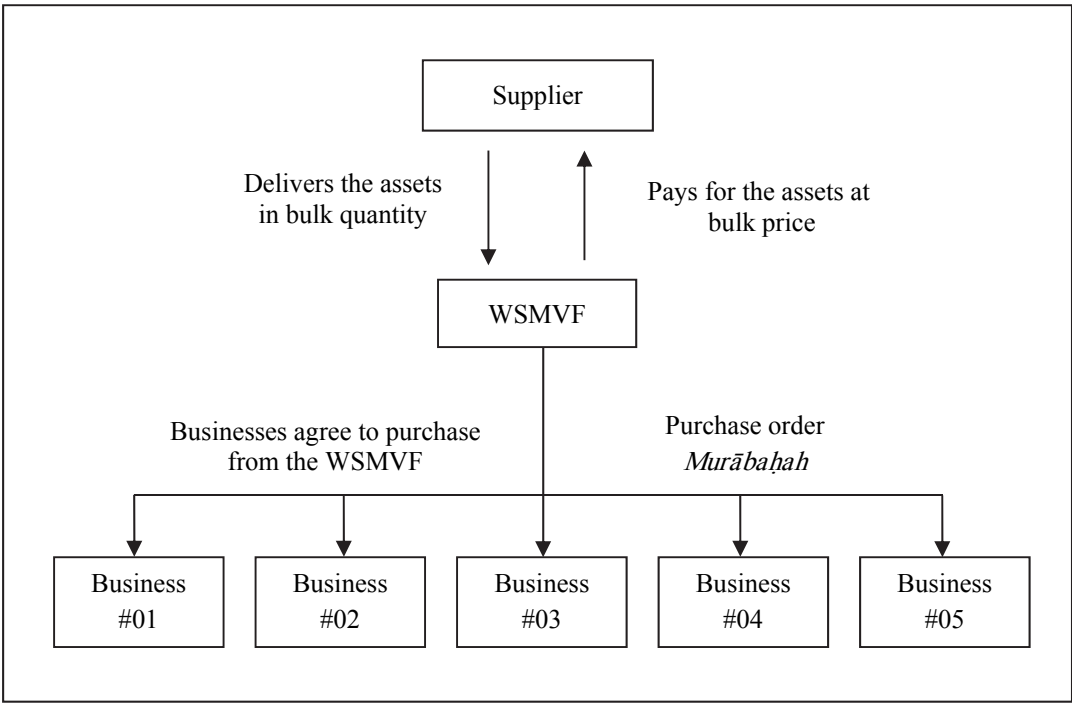 Supplier
Delivers the assets
in bulk quantity
Pays for the assets at
bulk price
WSMVF
Businesses agree to purchase
from the WSMVF
Purchase order
Murābaḥah
Business
#01
Business
#02
Business
#03
Business
#04
Business
#05